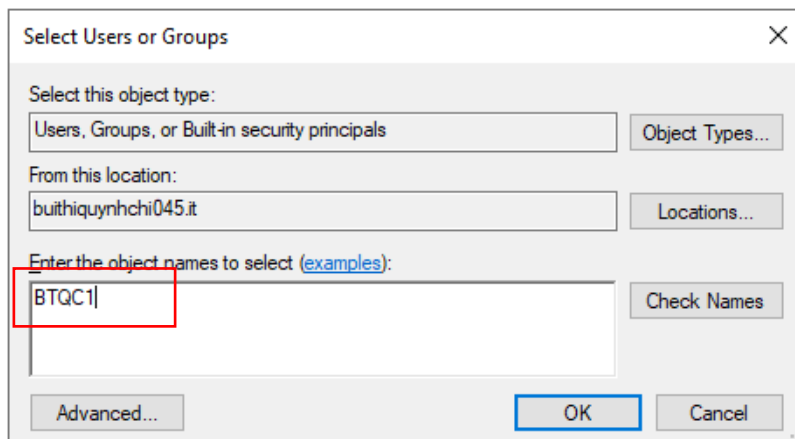 Select Users or Groups
Select this object type:
Users, Groups, or Built-in security principals
Object Types...
From this location:
buithiquynhchi045.it
Locations...
Enter the object names to select (examples):
BTQC1
Check Names
Advanced...
OK
Cancel